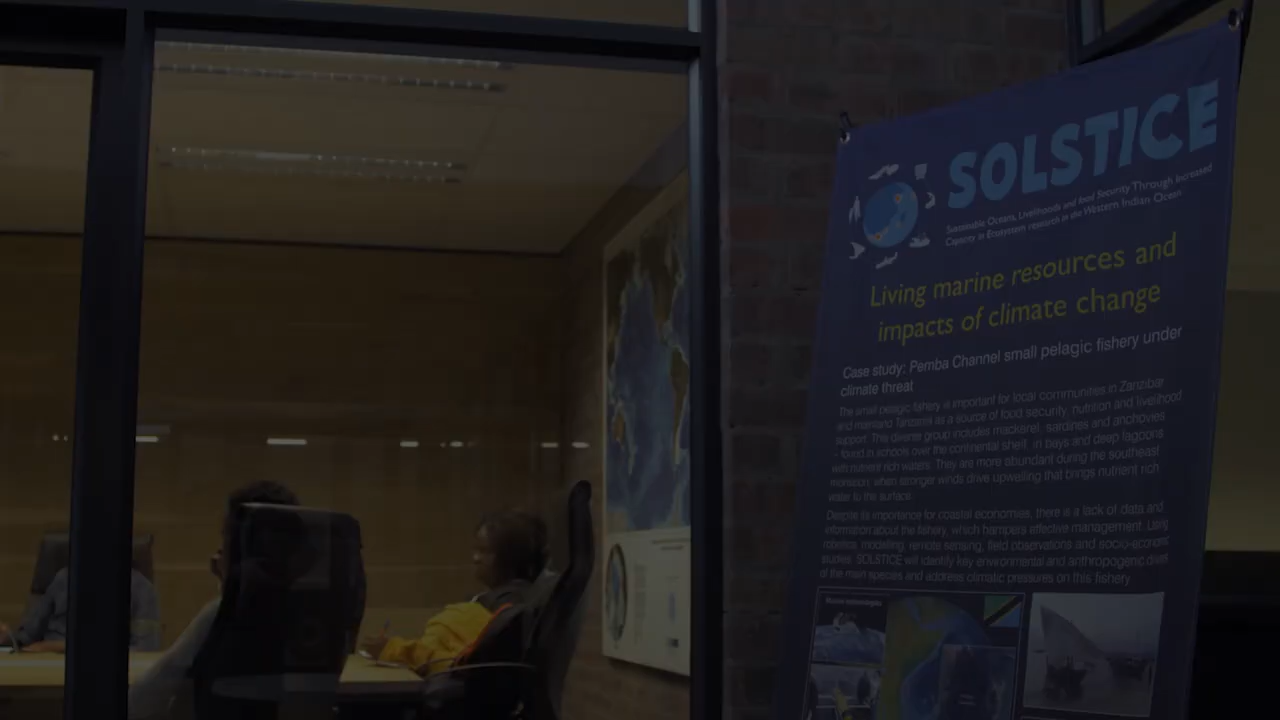 SOLSTICE
Sustainable Oceans, Livelihoods and food Security Through Increased
Capacity in Ecosystem research in the Western Indian Ocean
Living marine resources and
impacts of climate change
Case study: Pemba Channel small pelagic fishery under
climate threat
The small pelagic fishery is important for local communities in Zanzibar
and mainland Tanzania as a source of food security, nutrition and livelihood
support. This diverse group includes mackerel, sardines and anchovies
- found in schools over the continental shelf, in bays and deep lagoons
with nutrient rich waters. They are more abundant during the southeast
monsoon, when stronger winds drive upwelling that brings nutrient rich
water to the surface.
Despite its importance for coastal economies, there is a lack of data and
information about the fishery, which hampers effective management. Using
robotics, modelling, remote sensing, field observations and socio-economic
studies, SOLSTICE will identify key environmental and anthropogenic drivers
of the main species and address climatic pressures on this fishery.